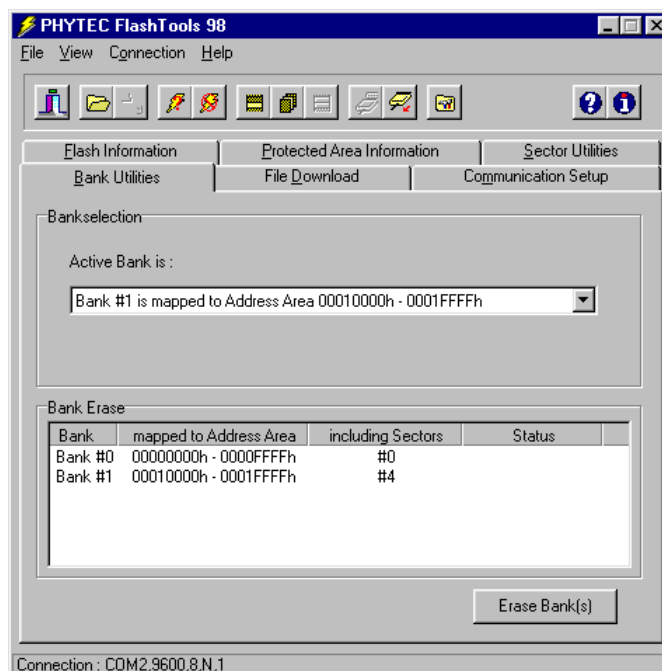 PHYTEC FlashTools 98
File View Connection Help
Flash Information Protected Area Information Sector Utilities
Bank Utilities File Download Communication Setup
Bankselection
Active Bank is :
Bank #1 is mapped to Address Area 00010000h - 0001FFFFh
Bank Erase
Bank mapped to Address Area including Sectors Status
Bank #0 00000000h - 0000FFFFh #0
Bank #1 00010000h - 0001FFFFh #4
Erase Bank(s)
Connection : COM2,9600,8,N,1